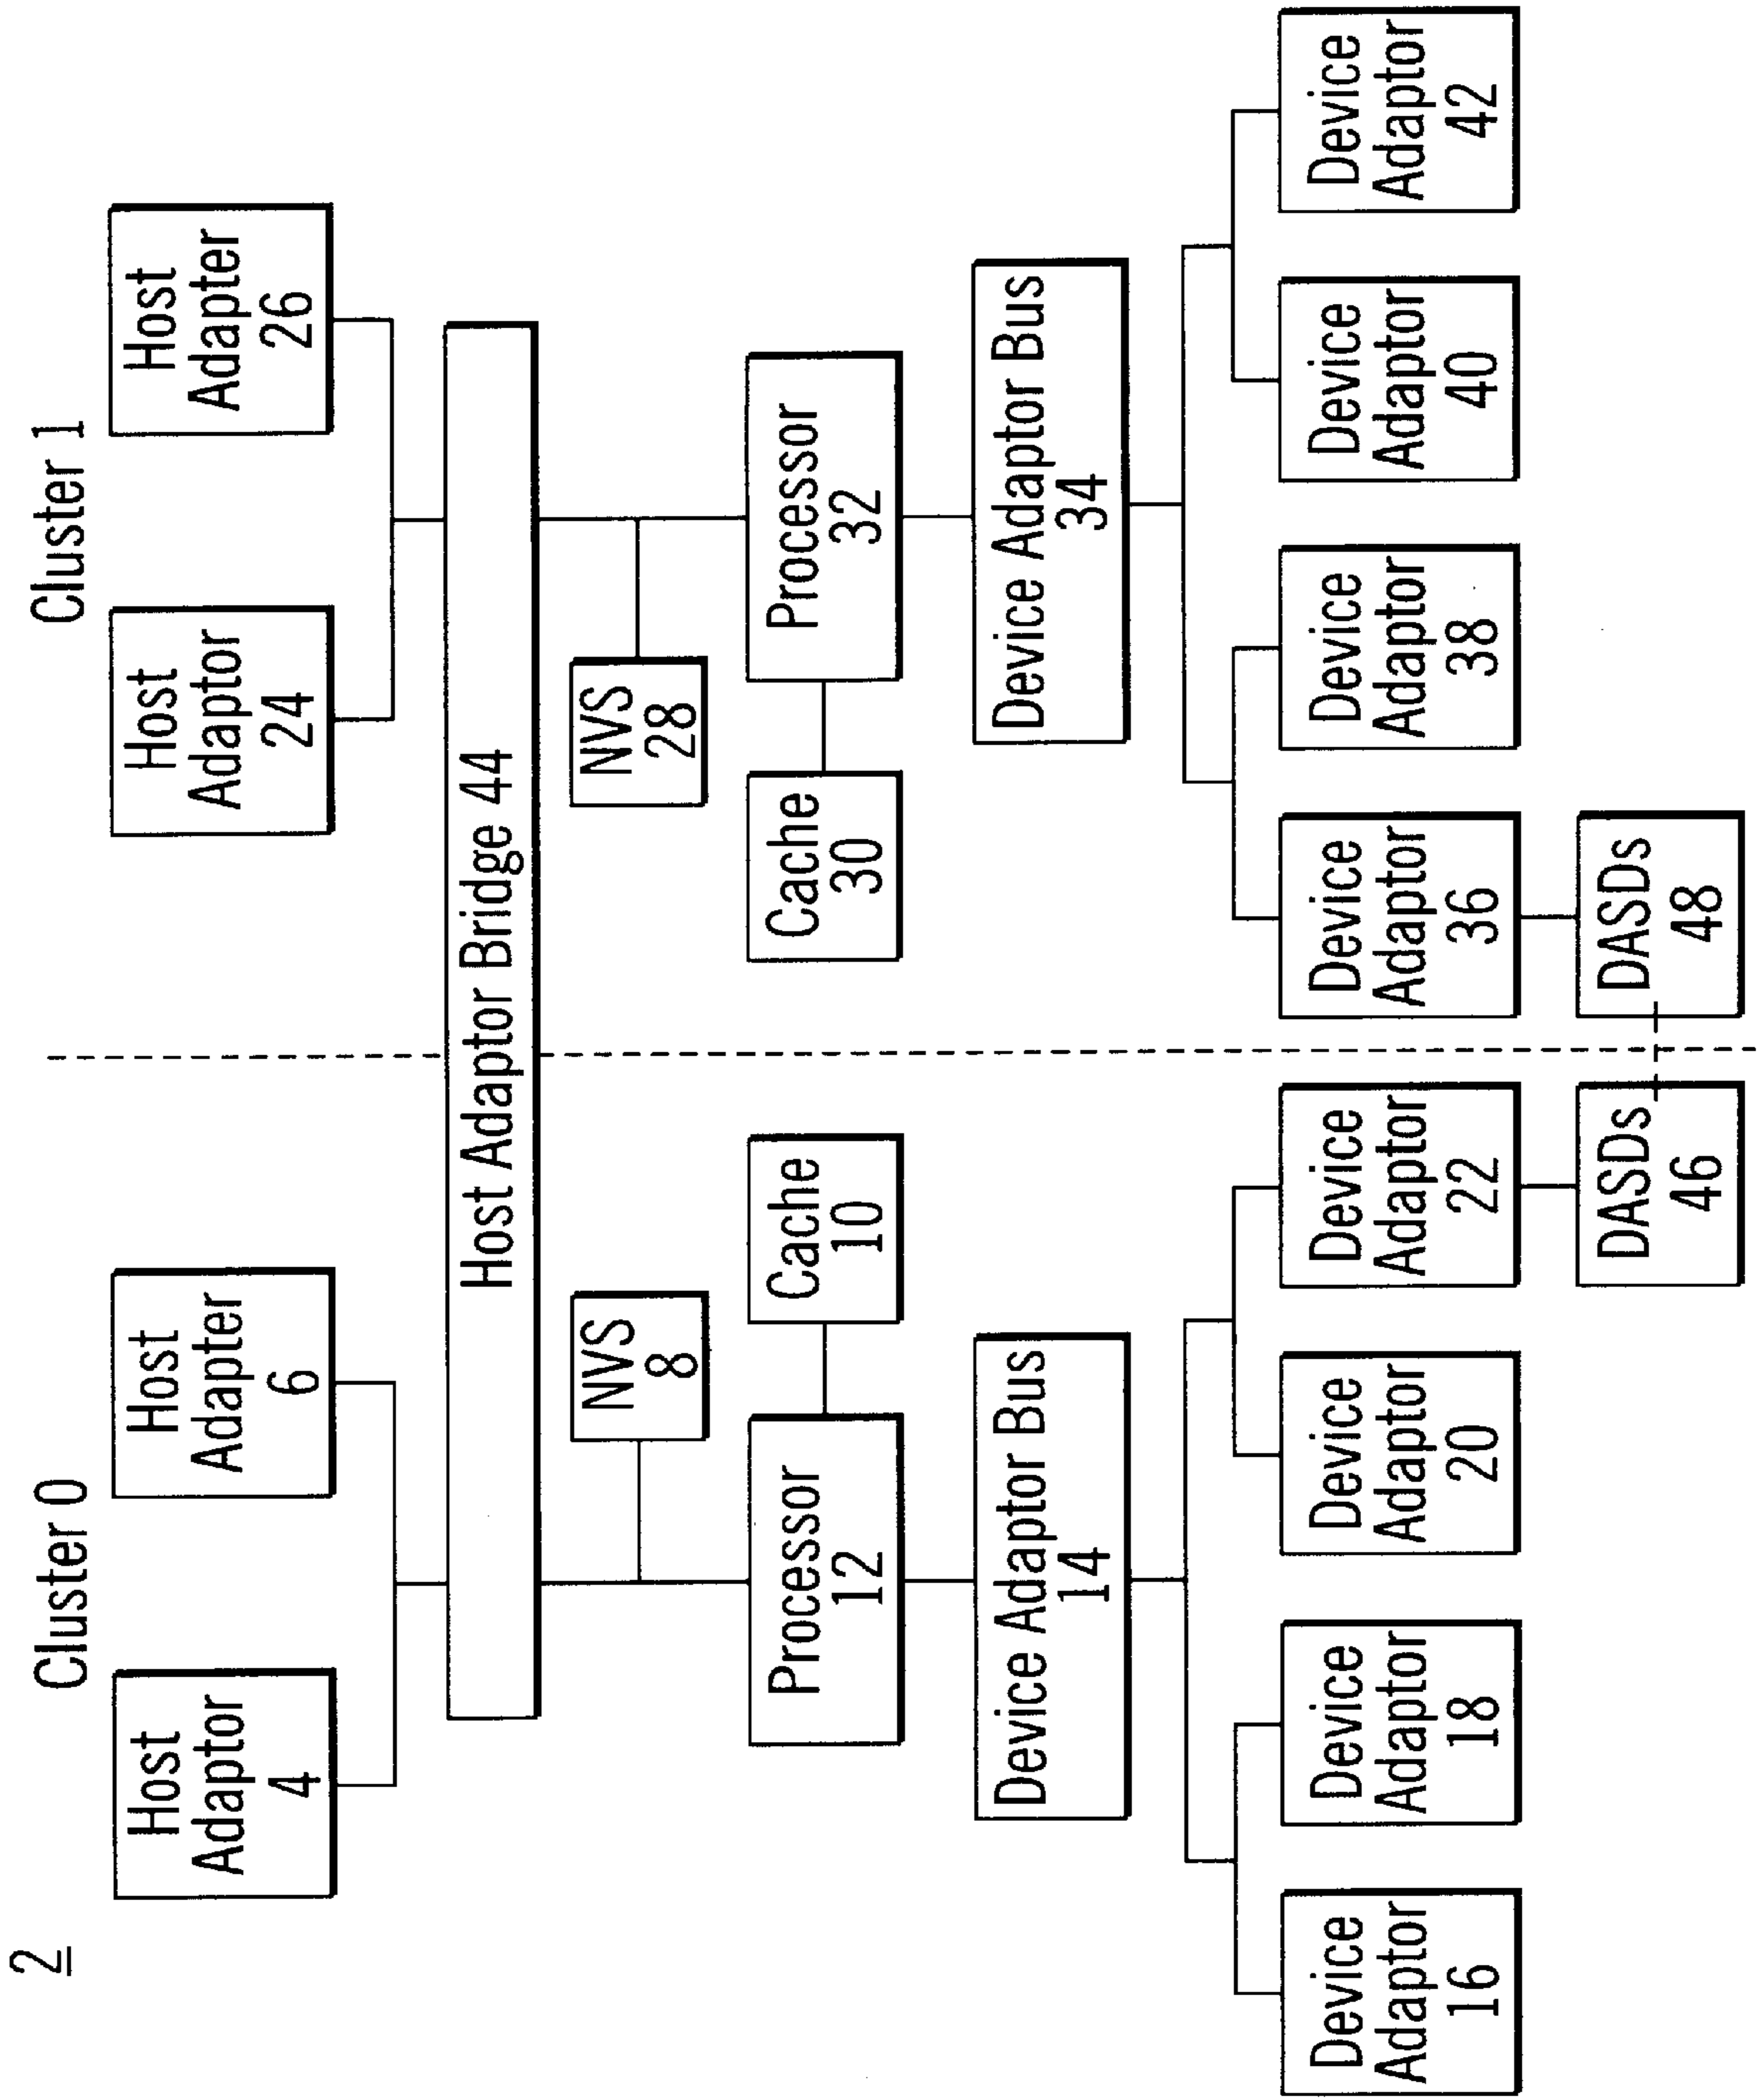 2
Cluster 0
Cluster 1
Host
Adaptor
4
Host
Adapter
6
Host
Adaptor
24
Host
Adapter
26
Host Adaptor Bridge 44
NVS
8
NVS
28
Processor
12
Cache
10
Cache
30
Processor
32
Device Adaptor Bus
14
Device Adaptor Bus
34
Device
Adaptor
16
Device
Adaptor
18
Device
Adaptor
20
Device
Adaptor
22
Device
Adaptor
36
Device
Adaptor
38
Device
Adaptor
40
Device
Adaptor
42
DASDs
46
DASDs
48